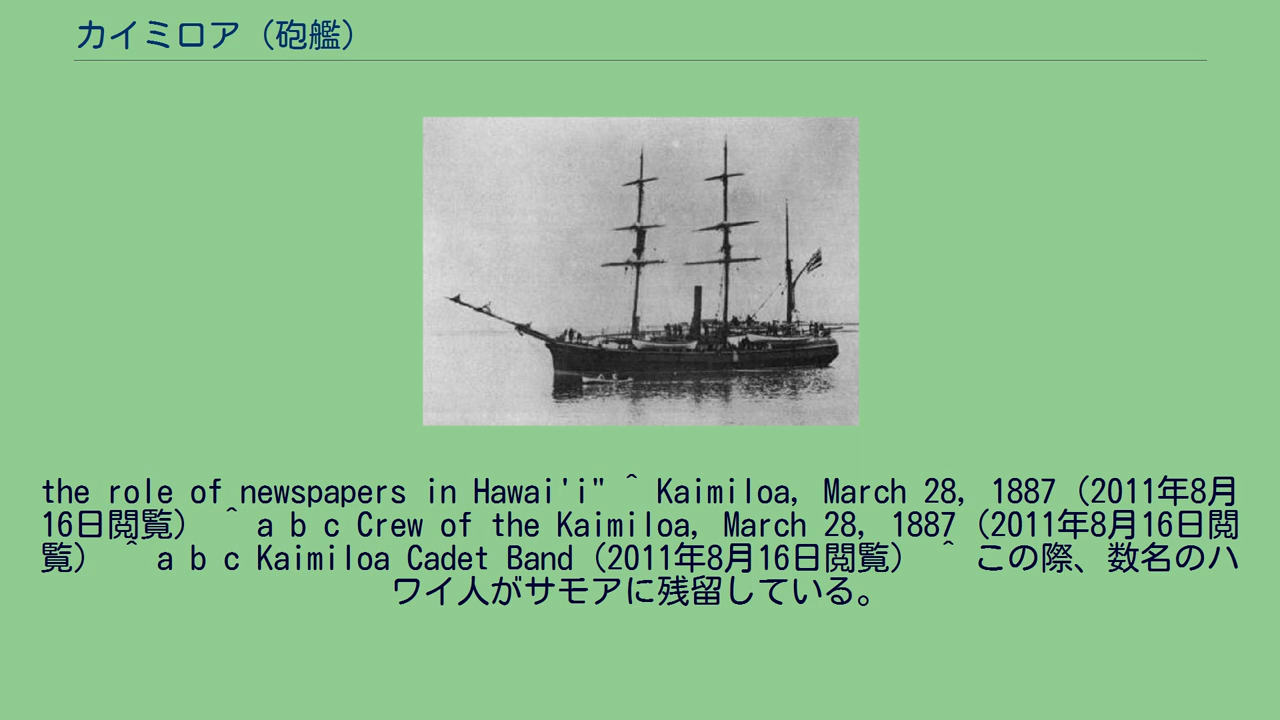 カイミロア（砲艦）
the role of newspapers in Hawai'i" ^ Kaimiloa, March 28, 1887（2011年8月
16日閲覧） ^ a b c Crew of the Kaimiloa, March 28, 1887（2011年8月16日閲
覧） ^ a b c Kaimiloa Cadet Band（2011年8月16日閲覧） ^ この際、数名のハ
ワイ人がサモアに残留している。